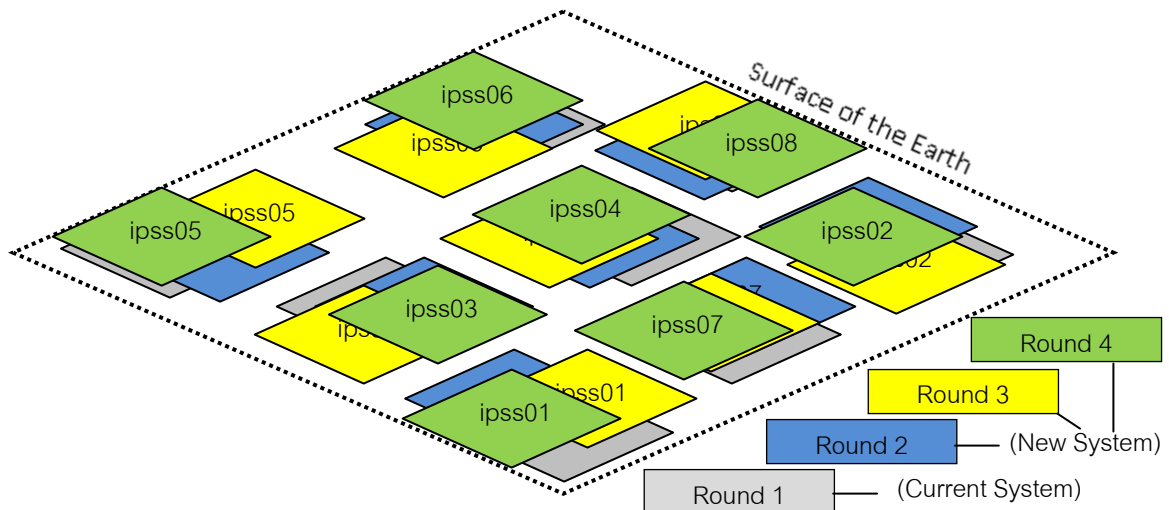 ipss06
Surface of the Earth
ipss08
ipss05
ipss05
ipss04
ipss02
02
ipss03
ipss07
ipss01
ipss01
Round 4
Round 3
Round 2
(New System)
Round 1
(Current System)